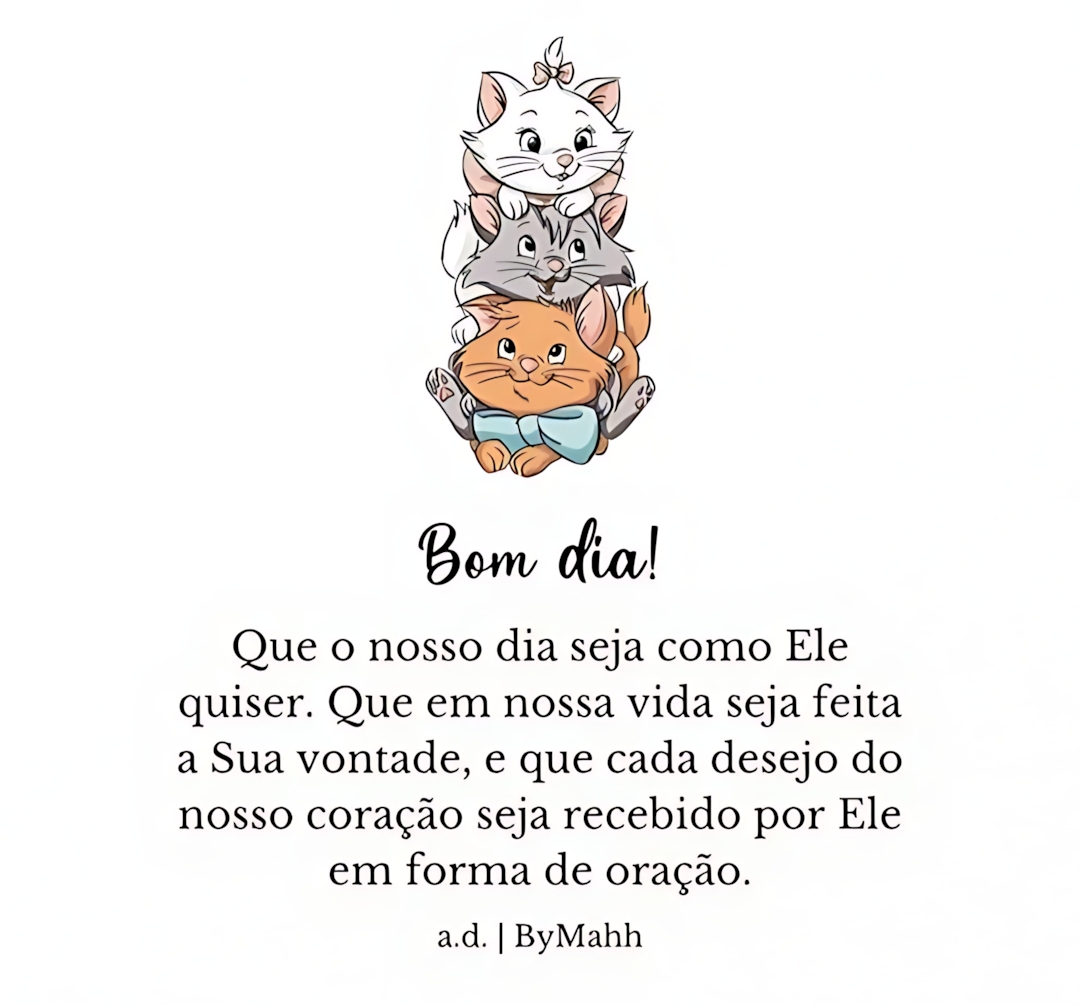 Bom dia!
Que o nosso dia seja como Ele
quiser. Que em nossa vida seja feita
a Sua vontade, e que cada desejo do
nosso coração seja recebido por Ele
em forma de oração.
a.d. | ByMahh